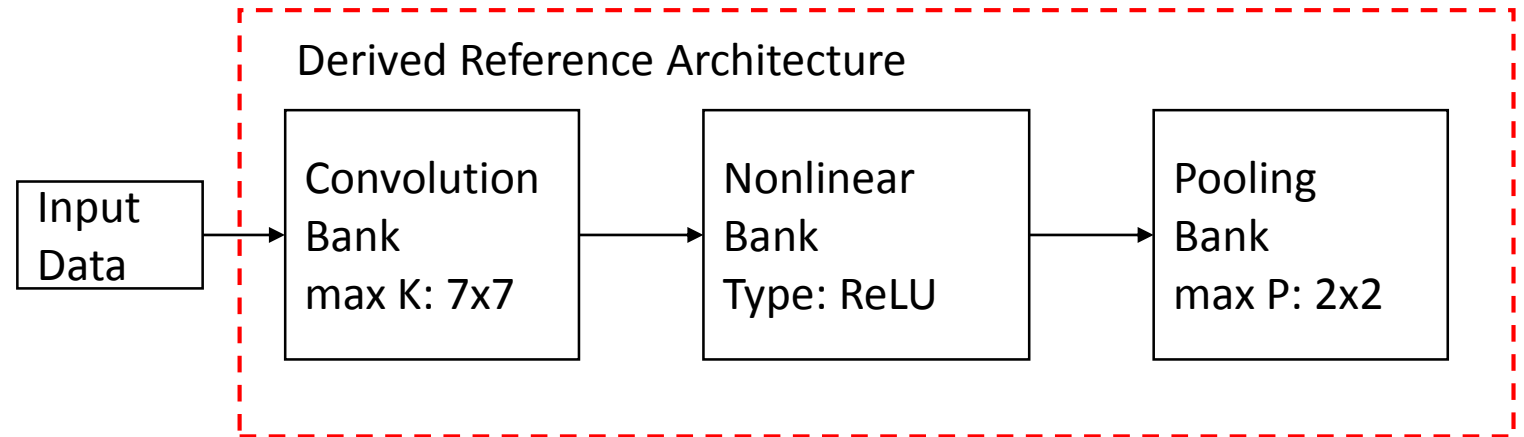 Derived Reference Architecture
Input
Data
Convolution
Bank
max K: 7x7
Nonlinear
Bank
Type: ReLU
Pooling
Bank
max P: 2x2